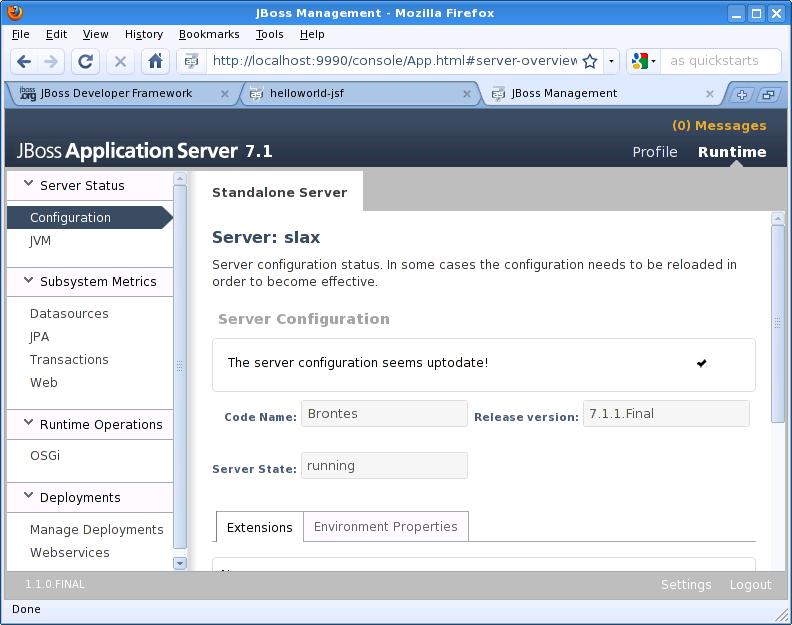 JBoss Management - Mozilla Firefox
File Edit View History Bookmarks Tools Help
http://localhost:9990/console/App.html#server-overview
as quickstarts
JBoss Developer Framework
helloworld-jsf
JBoss Management
(0) Messages
JBoss Application Server 7.1
Profile Runtime
Server Status
Configuration
JVM
Subsystem Metrics
Datasources
JPA
Transactions
Web
Runtime Operations
OSGi
Deployments
Manage Deployments
Webservices
Standalone Server
Server: slax
Server configuration status. In some cases the configuration needs to be reloaded in
order to become effective.
Server Configuration
The server configuration seems uptodate!
Code Name: Brontes Release version: 7.1.1.Final
Server State: running
Extensions Environment Properties
1.1.0.FINAL
Settings Logout
Done